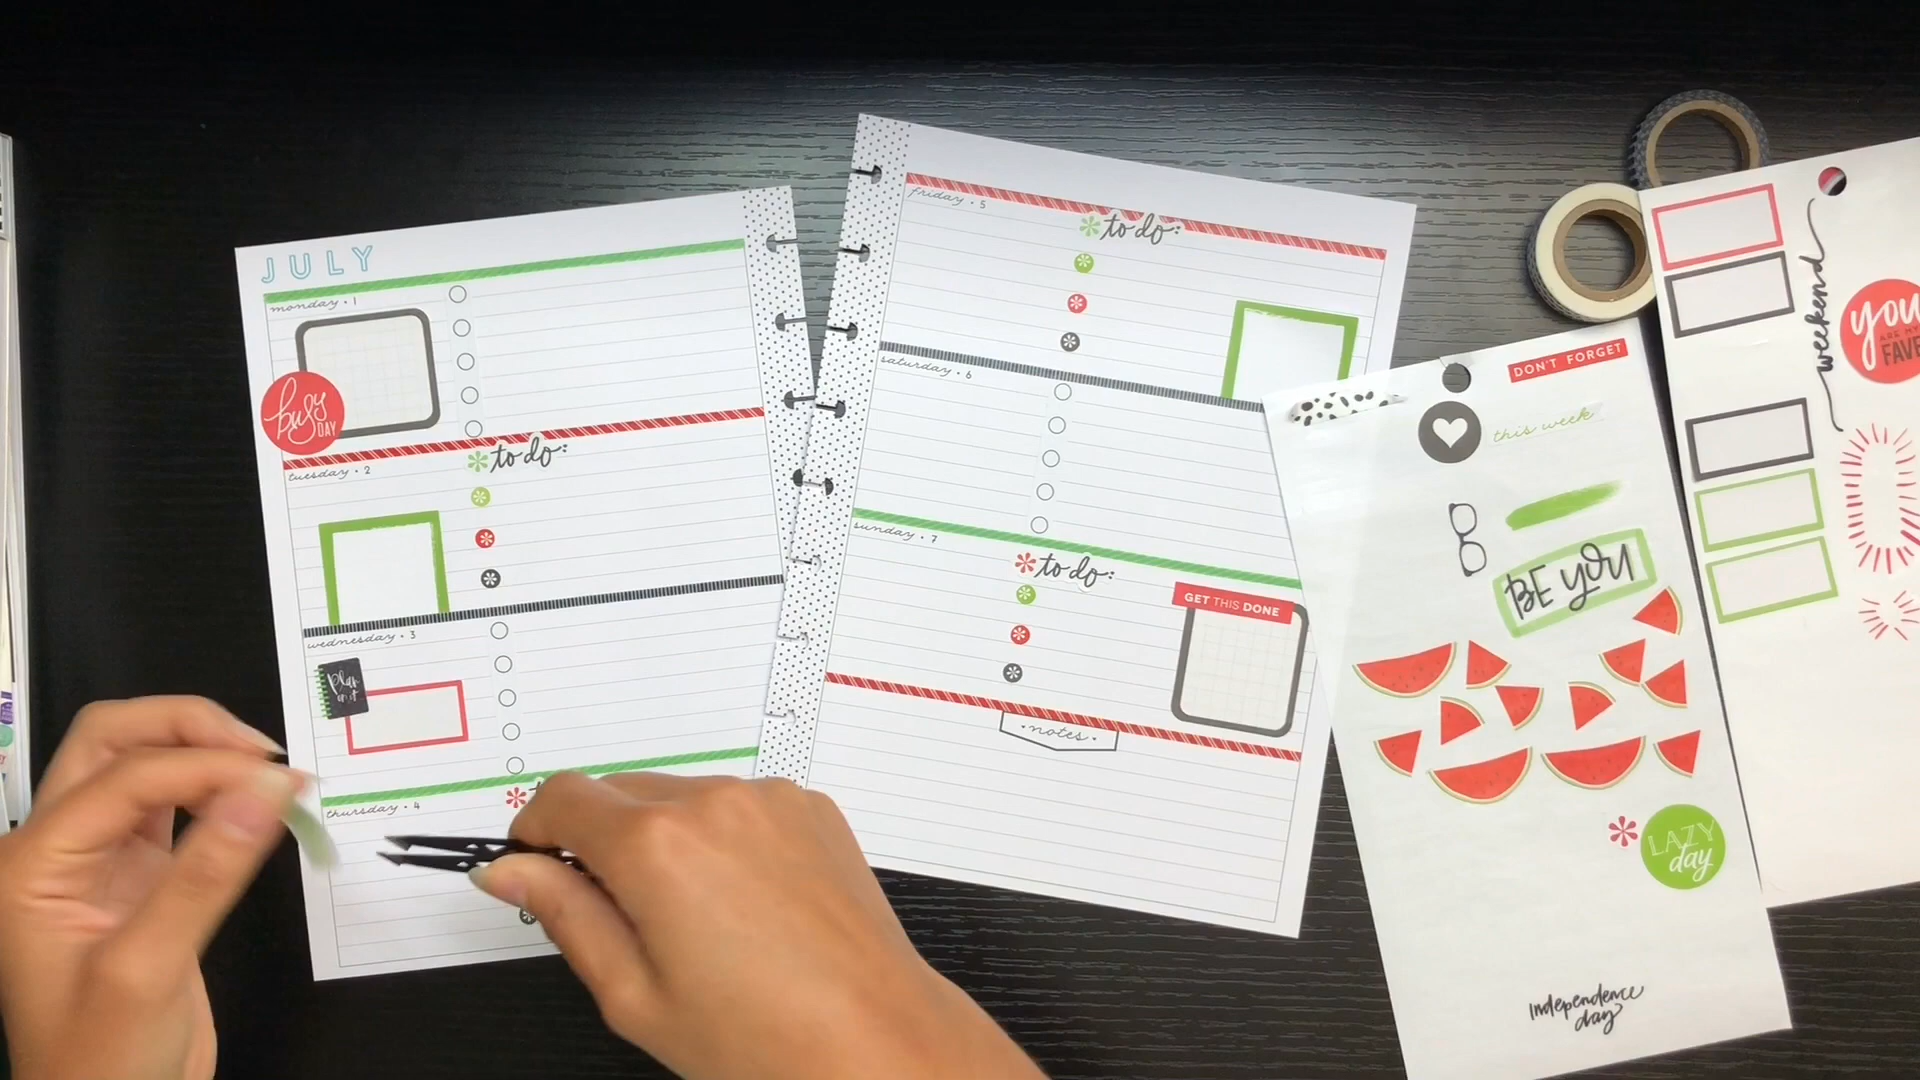 JULY
monday • 1
busy
DAY
tuesday • 2
to do:
wednesday • 3
Plan
thursday • 4
friday • 5
to do:
saturday • 6
sunday • 7
to do:
GET THIS DONE
• notes •
DON'T FORGET
this week
BE YOU
LAZY
day
Independence
day
weekend
you
ARE MY
FAVE